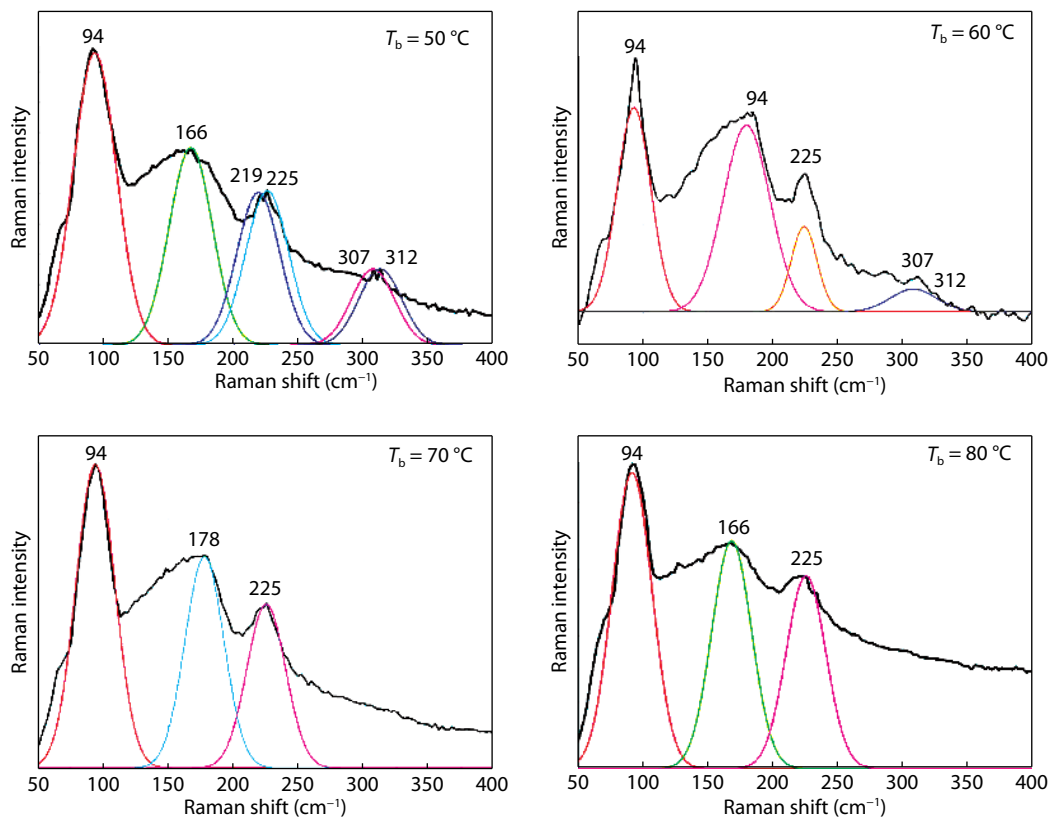 T_b = 50 °C
94
166
219 225
307 312
Raman intensity
50 100 150 200 250 300 350 400
Raman shift (cm⁻¹)
T_b = 60 °C
94
94
225
307
312
Raman intensity
50 100 150 200 250 300 350 400
Raman shift (cm⁻¹)
T_b = 70 °C
94
178
225
Raman intensity
50 100 150 200 250 300 350 400
Raman shift (cm⁻¹)
T_b = 80 °C
94
166
225
Raman intensity
50 100 150 200 250 300 350 400
Raman shift (cm⁻¹)